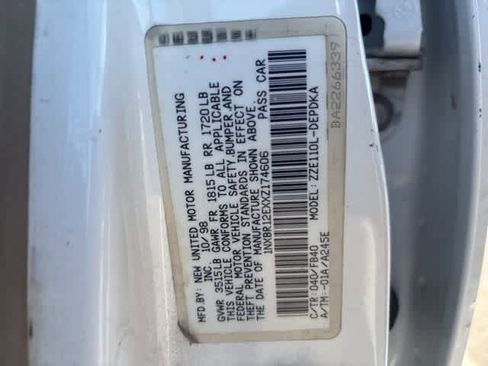 MFD.BY: NEW UNITED MOTOR MANUFACTURING
INC. 10/98
GVWR 3515LB GAWR FR 1815LB RR 1720LB
THIS VEHICLE CONFORMS TO ALL APPLICABLE
FEDERAL MOTOR VEHICLE SAFETY,BUMPER,AND
THEFT PREVENTION STANDARDS IN EFFECT ON
THE DATE OF MANUFACTURE SHOWN ABOVE.
1NXBR12EXXZ174606 PASS CAR
C/TR:040/FB40 ZZE110L-DEPDKA
A/TM:-01A/A245E
BA2266339